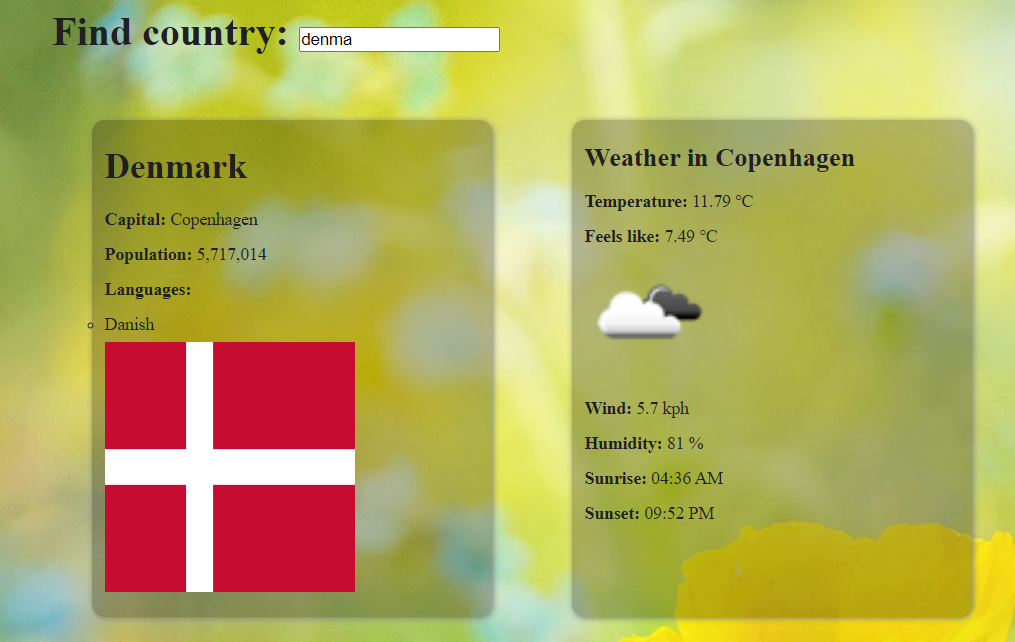 Find country: denma
Denmark
Capital: Copenhagen
Population: 5,717,014
Languages:
Danish
Weather in Copenhagen
Temperature: 11.79 °C
Feels like: 7.49 °C
Wind: 5.7 kph
Humidity: 81 %
Sunrise: 04:36 AM
Sunset: 09:52 PM